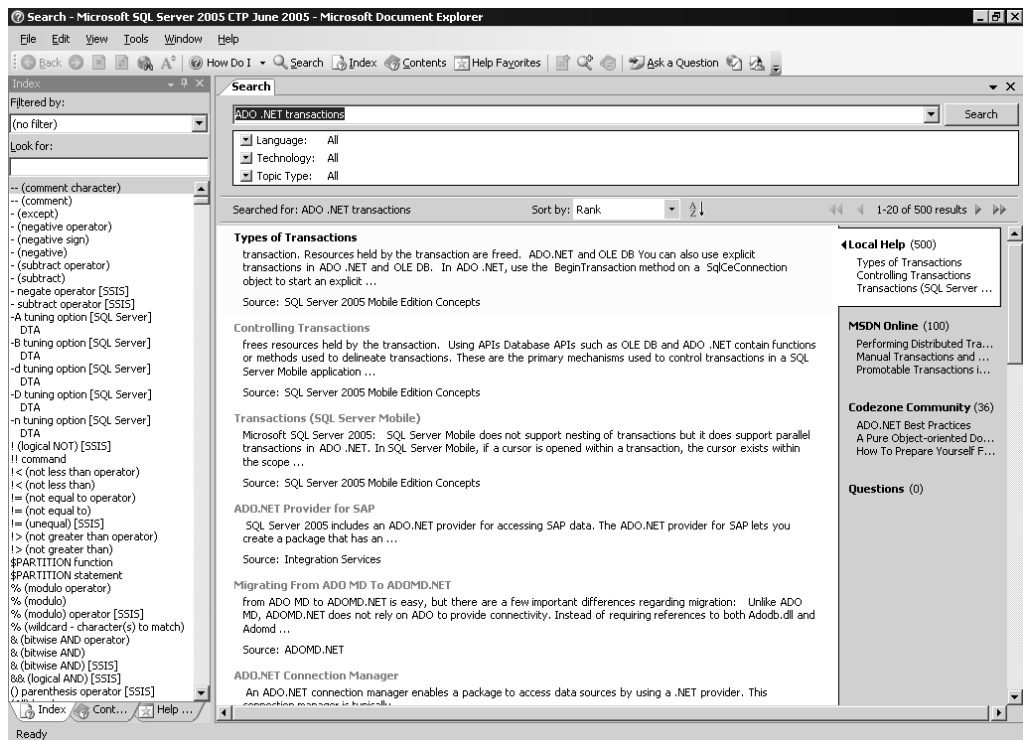 Search - Microsoft SQL Server 2005 CTP June 2005 - Microsoft Document Explorer
File Edit View Tools Window Help
Back How Do I Search Index Contents Help Favorites Ask a Question
Index
Filtered by:
(no filter)
Look for:
-- (comment character)
-- (comment)
- (except)
- (negative operator)
- (negative sign)
- (negative)
- (subtract operator)
- (subtract)
- negate operator [SSIS]
- subtract operator [SSIS]
-A tuning option [SQL Server]
DTA
-B tuning option [SQL Server]
DTA
-d tuning option [SQL Server]
DTA
-D tuning option [SQL Server]
DTA
-n tuning option [SQL Server]
DTA
! (logical NOT) [SSIS]
!! command
!< (not less than operator)
!< (not less than)
!= (not equal to operator)
!= (not equal to)
!= (unequal) [SSIS]
!> (not greater than operator)
!> (not greater than)
$PARTITION function
$PARTITION statement
% (modulo operator)
% (modulo)
% (modulo) operator [SSIS]
% (wildcard - character(s) to match)
& (bitwise AND operator)
& (bitwise AND)
& (bitwise AND) [SSIS]
&& (logical AND) [SSIS]
() parenthesis operator [SSIS]
Index Cont... Help ...
Search
ADO .NET transactions
Search
Language: All
Technology: All
Topic Type: All
Searched for: ADO .NET transactions Sort by: Rank 1-20 of 500 results
Types of Transactions
transaction. Resources held by the transaction are freed. ADO.NET and OLE DB You can also use explicit
transactions in ADO .NET and OLE DB. In ADO .NET, use the BeginTransaction method on a SqlCeConnection
object to start an explicit ...
Source: SQL Server 2005 Mobile Edition Concepts
Controlling Transactions
frees resources held by the transaction. Using APIs Database APIs such as OLE DB and ADO .NET contain functions
or methods used to delineate transactions. These are the primary mechanisms used to control transactions in a SQL
Server Mobile application ...
Source: SQL Server 2005 Mobile Edition Concepts
Transactions (SQL Server Mobile)
Microsoft SQL Server 2005: SQL Server Mobile does not support nesting of transactions but it does support parallel
transactions in ADO .NET. In SQL Server Mobile, if a cursor is opened within a transaction, the cursor exists within
the scope ...
Source: SQL Server 2005 Mobile Edition Concepts
ADO.NET Provider for SAP
SQL Server 2005 includes an ADO.NET provider for accessing SAP data. The ADO.NET provider for SAP lets you
create a package that has an ...
Source: Integration Services
Migrating From ADO MD To ADOMD.NET
from ADO MD to ADOMD.NET is easy, but there are a few important differences regarding migration: Unlike ADO
MD, ADOMD.NET does not rely on ADO to provide connectivity. Instead of requiring references to both Adodb.dll and
Adomd ...
Source: ADOMD.NET
ADO.NET Connection Manager
An ADO.NET connection manager enables a package to access data sources by using a .NET provider. This
connection manager is typically
Local Help (500)
Types of Transactions
Controlling Transactions
Transactions (SQL Server ...
MSDN Online (100)
Performing Distributed Tra...
Manual Transactions and ...
Promotable Transactions i...
Codezone Community (36)
ADO.NET Best Practices
A Pure Object-oriented Do...
How To Prepare Yourself F...
Questions (0)
Ready